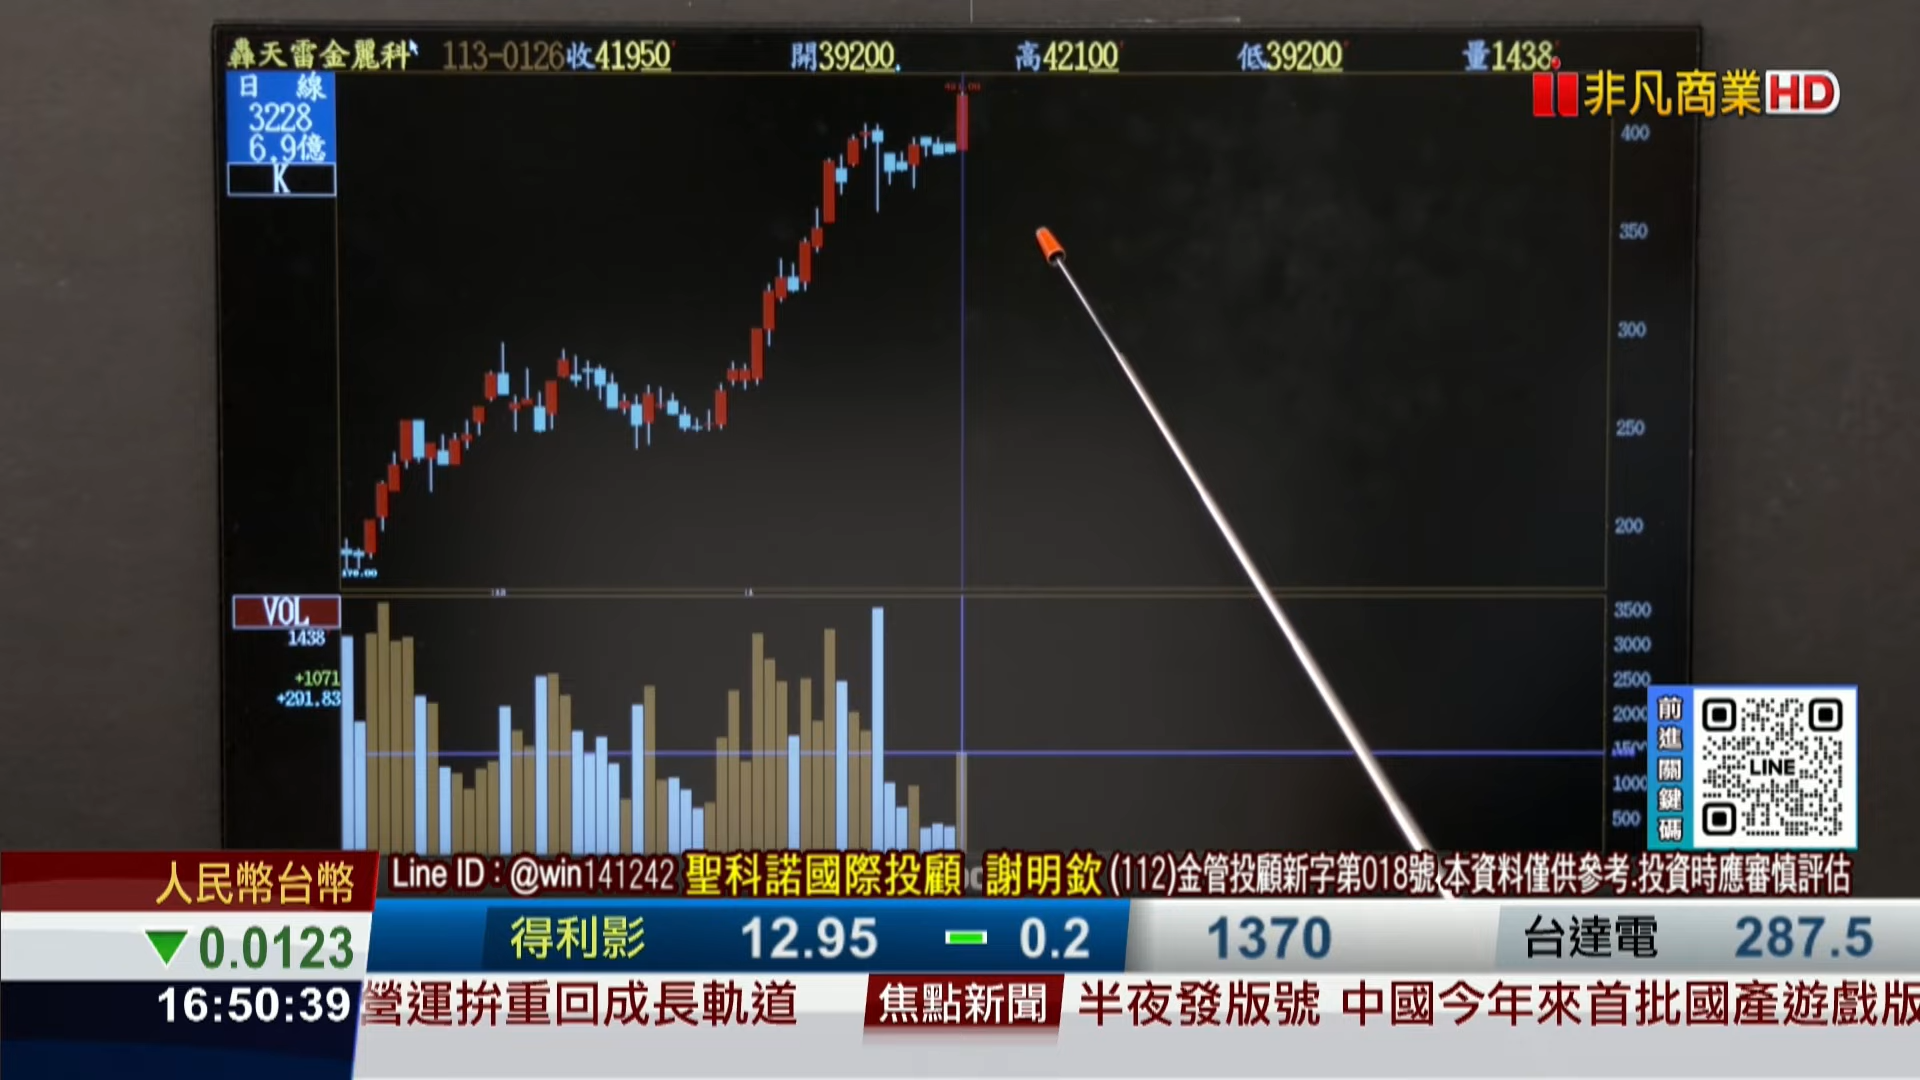 轟天雷金麗科 113-0126收41950 開39200 高42100 低39200 量1438
非凡商業HD
日 線
3228
6.9億
K
400
350
300
250
200
VOL
1438
+1071
+291.83
3500
3000
2500
2000
1000
500
前進關鍵碼
LINE
Line ID：@win141242 聖科諾國際投顧 謝明欽 (112)金管投顧新字第018號 本資料僅供參考.投資時應審慎評估
人民幣台幣
▼0.0123
得利影 12.95 0.2 1370 台達電 287.5
16:50:39
營運拚重回成長軌道 焦點新聞 半夜發版號 中國今年來首批國產遊戲版